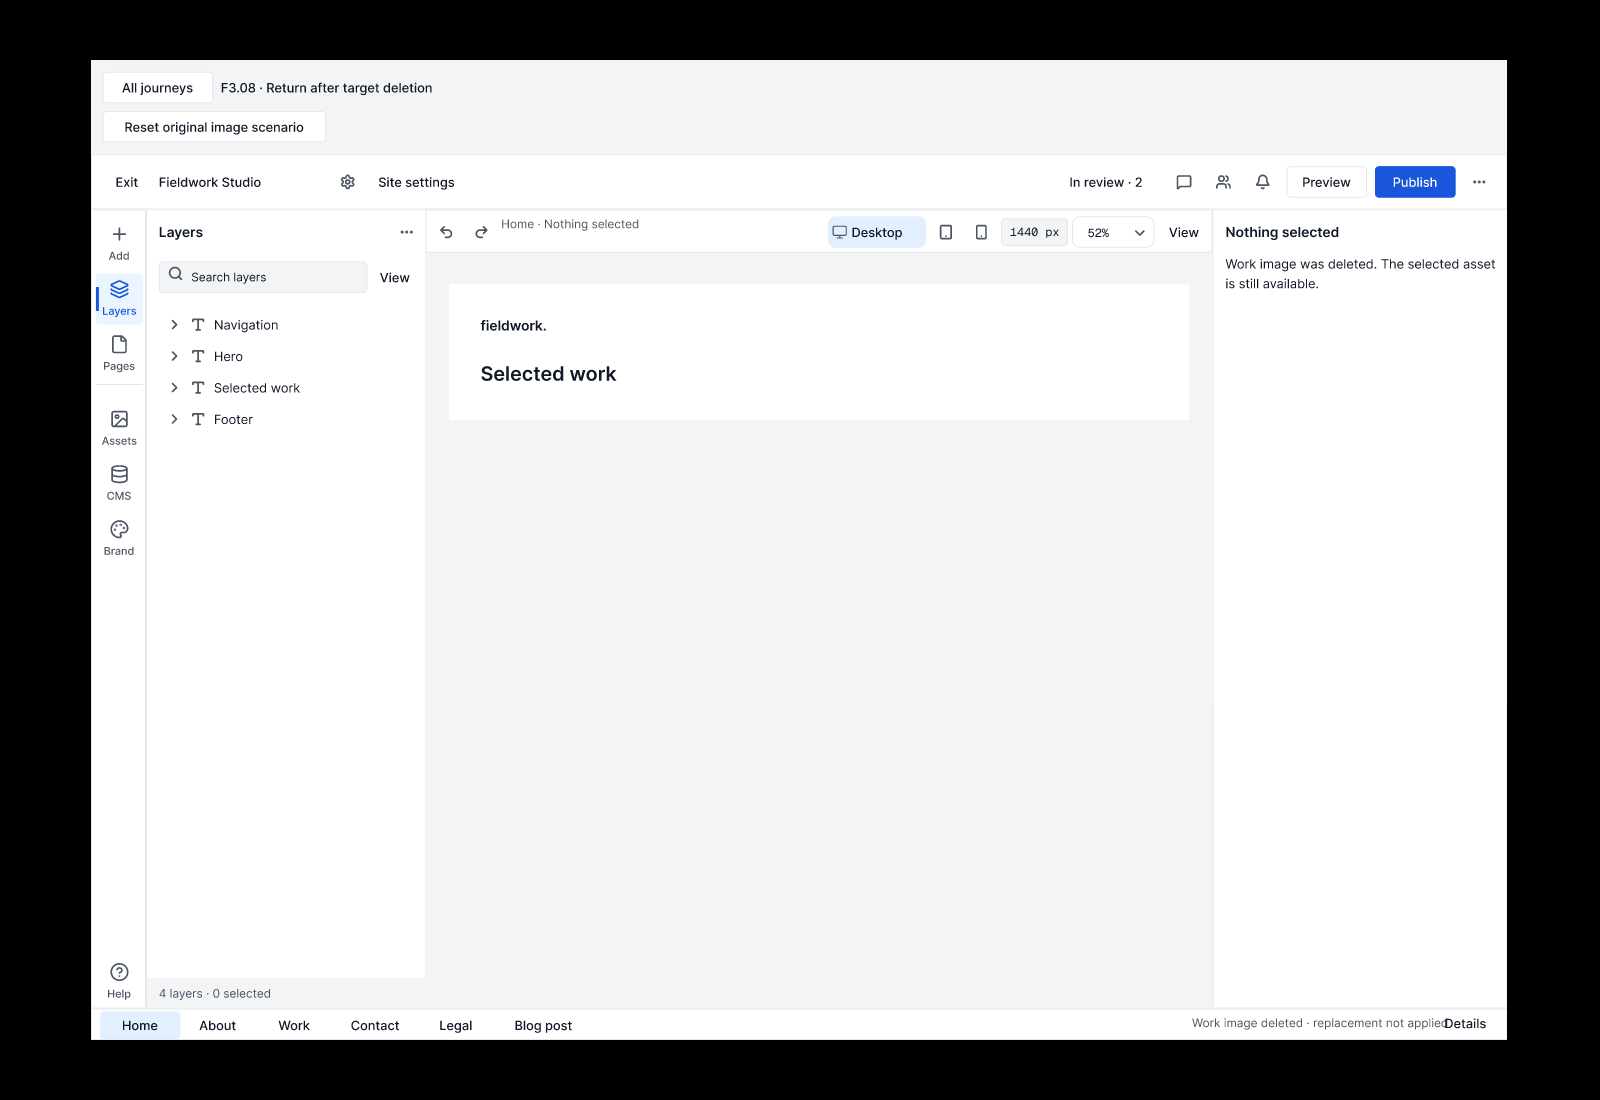 All journeys
F3.08 · Return after target deletion
Reset original image scenario
Exit
Fieldwork Studio
Site settings
In review · 2
Preview
Publish
Add
Layers
Pages
Assets
CMS
Brand
Help
Layers
Search layers
View
Navigation
Hero
Selected work
Footer
4 layers · 0 selected
Home · Nothing selected
Desktop
1440 px
52%
View
fieldwork.
Selected work
Nothing selected
Work image was deleted. The selected asset
is still available.
Home
About
Work
Contact
Legal
Blog post
Work image deleted · replacement not applied
Details